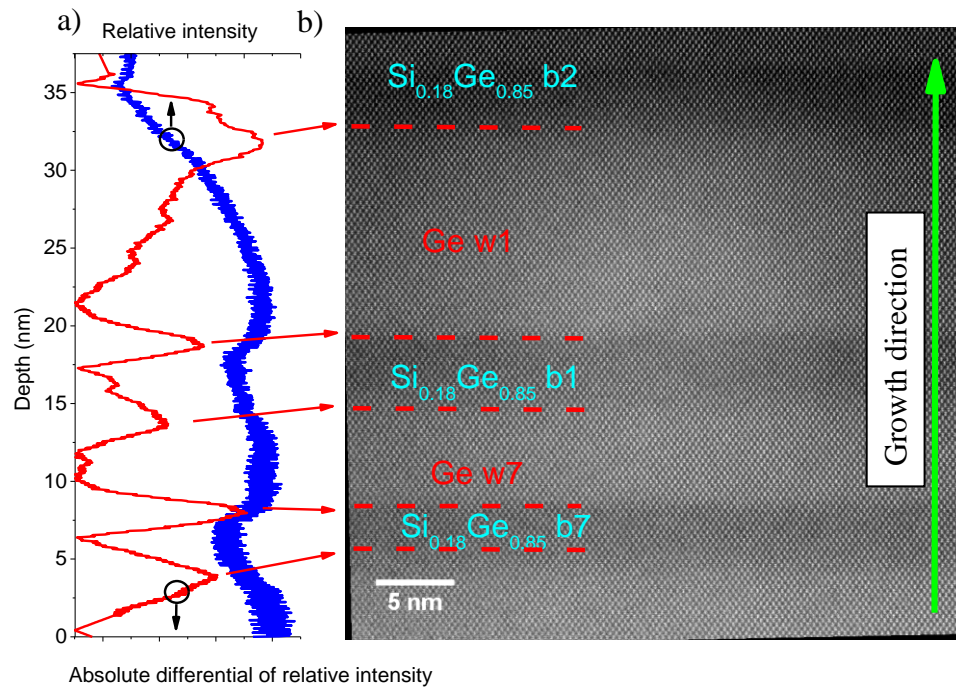 a)
Relative intensity
b)
35
30
25
20
15
10
5
0
Depth (nm)
Absolute differential of relative intensity
Si0.18Ge0.85 b2
Ge w1
Si0.18Ge0.85 b1
Ge w7
Si0.18Ge0.85 b7
5 nm
Growth direction